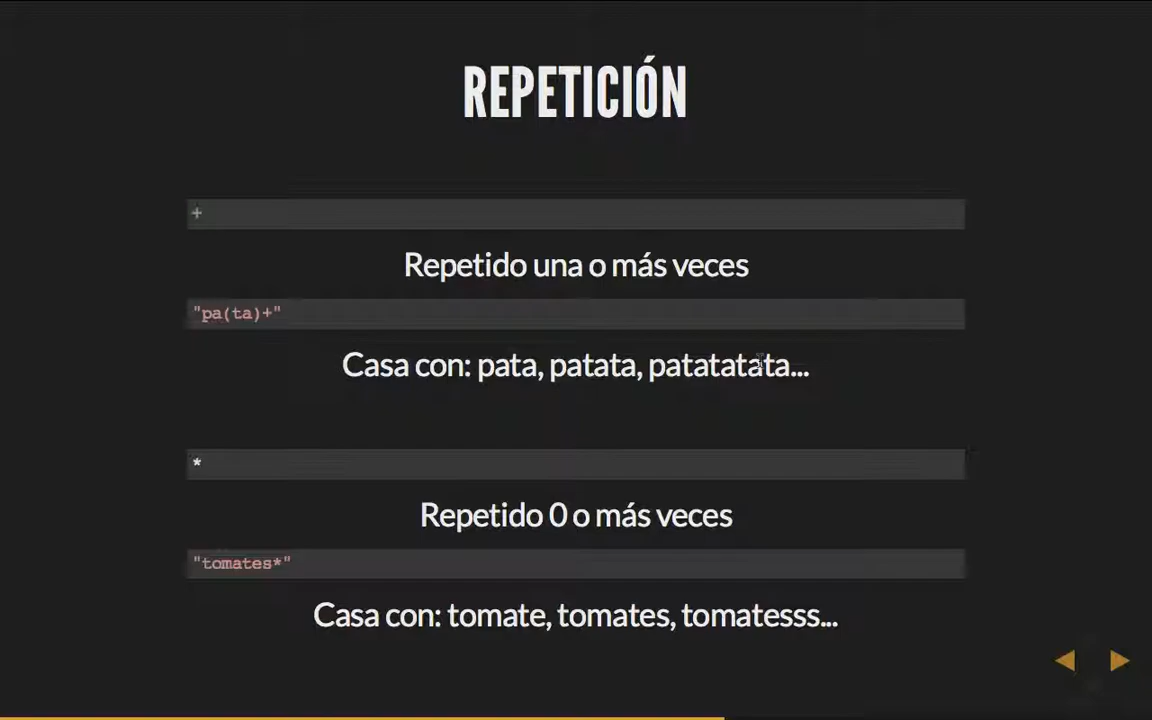 REPETICIÓN
+
Repetido una o más veces
"pa(ta)+"
Casa con: pata, patata, patatatata...
*
Repetido 0 o más veces
"tomates*"
Casa con: tomate, tomates, tomatesss...